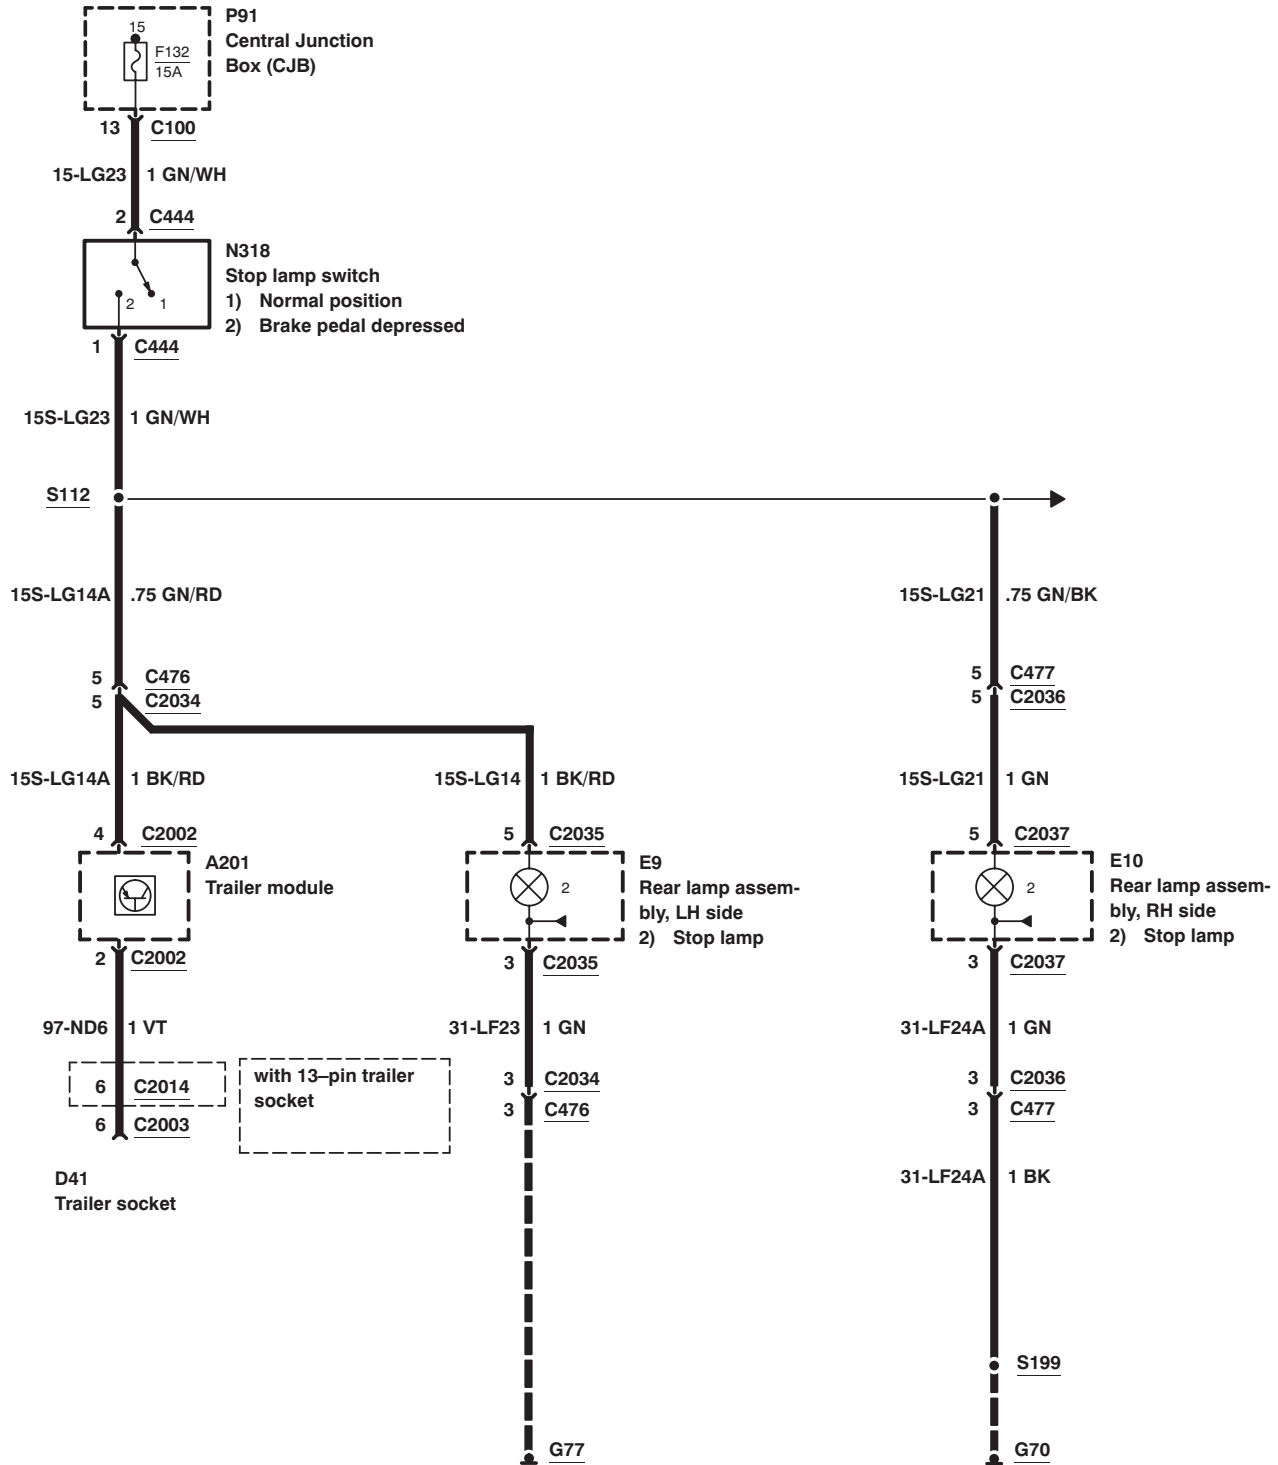 P91
Central Junction
Box (CJB)
15
F132
15A
13 C100
15-LG23 1 GN/WH
2 C444
N318
Stop lamp switch
1) Normal position
2) Brake pedal depressed
2 1
1 C444
15S-LG23 1 GN/WH
S112
15S-LG14A .75 GN/RD
15S-LG21 .75 GN/BK
5 C476
5 C2034
5 C477
5 C2036
15S-LG14A 1 BK/RD
15S-LG14 1 BK/RD
15S-LG21 1 GN
4 C2002
5 C2035
5 C2037
A201
Trailer module
2
E9
Rear lamp assem-
bly, LH side
2) Stop lamp
2
E10
Rear lamp assem-
bly, RH side
2) Stop lamp
2 C2002
3 C2035
3 C2037
97-ND6 1 VT
31-LF23 1 GN
31-LF24A 1 GN
6 C2014
6 C2003
with 13–pin trailer
socket
3 C2034
3 C476
3 C2036
3 C477
D41
Trailer socket
31-LF24A 1 BK
S199
G77
G70